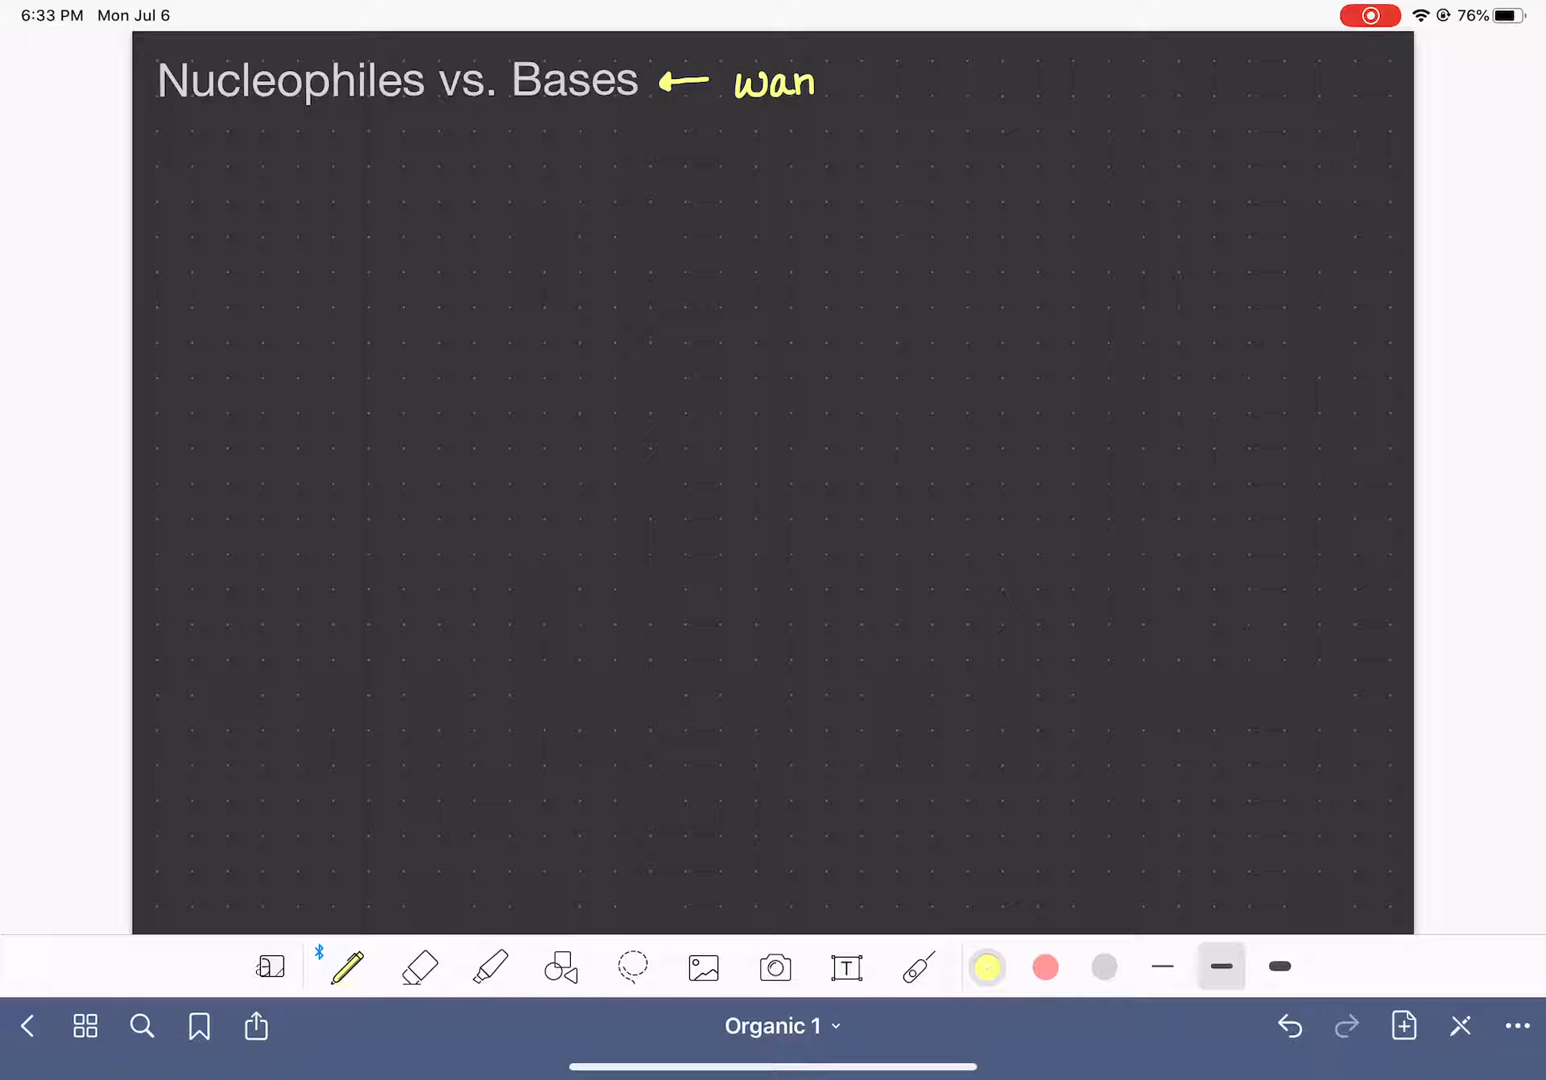 6:33 PM Mon Jul 6
76%
Nucleophiles vs. Bases ← wan
T
Organic 1